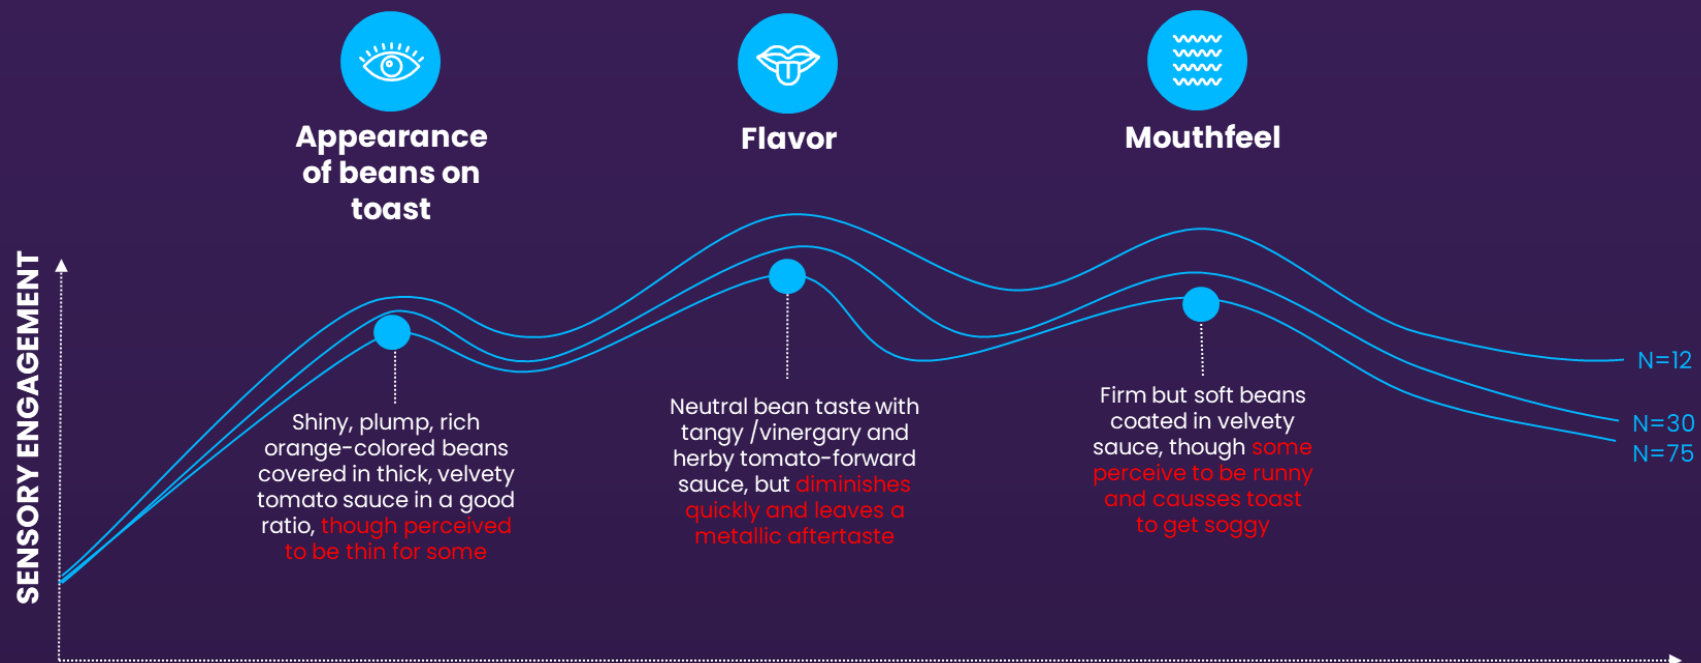 Appearance
of beans on
toast
Flavor
Mouthfeel
SENSORY ENGAGEMENT
Shiny, plump, rich
orange-colored beans
covered in thick, velvety
tomato sauce in a good
ratio, though perceived
to be thin for some
Neutral bean taste with
tangy /vinergary and
herby tomato-forward
sauce, but diminishes
quickly and leaves a
metallic aftertaste
Firm but soft beans
coated in velvety
sauce, though some
perceive to be runny
and causses toast
to get soggy
N=12
N=30
N=75